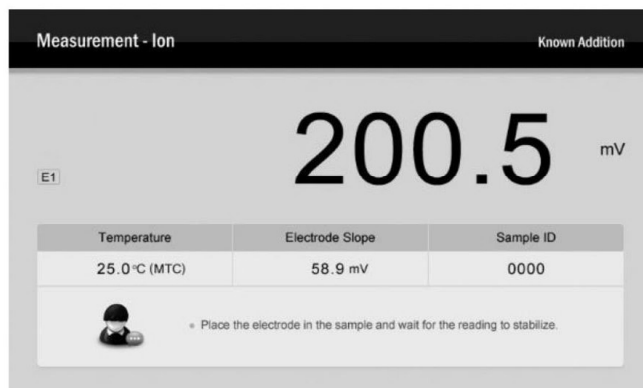 Measurement - Ion
Known Addition
200.5 mV
E1
Temperature Electrode Slope Sample ID
25.0 ºC (MTC) 58.9 mV 0000
Place the electrode in the sample and wait for the reading to stabilize.